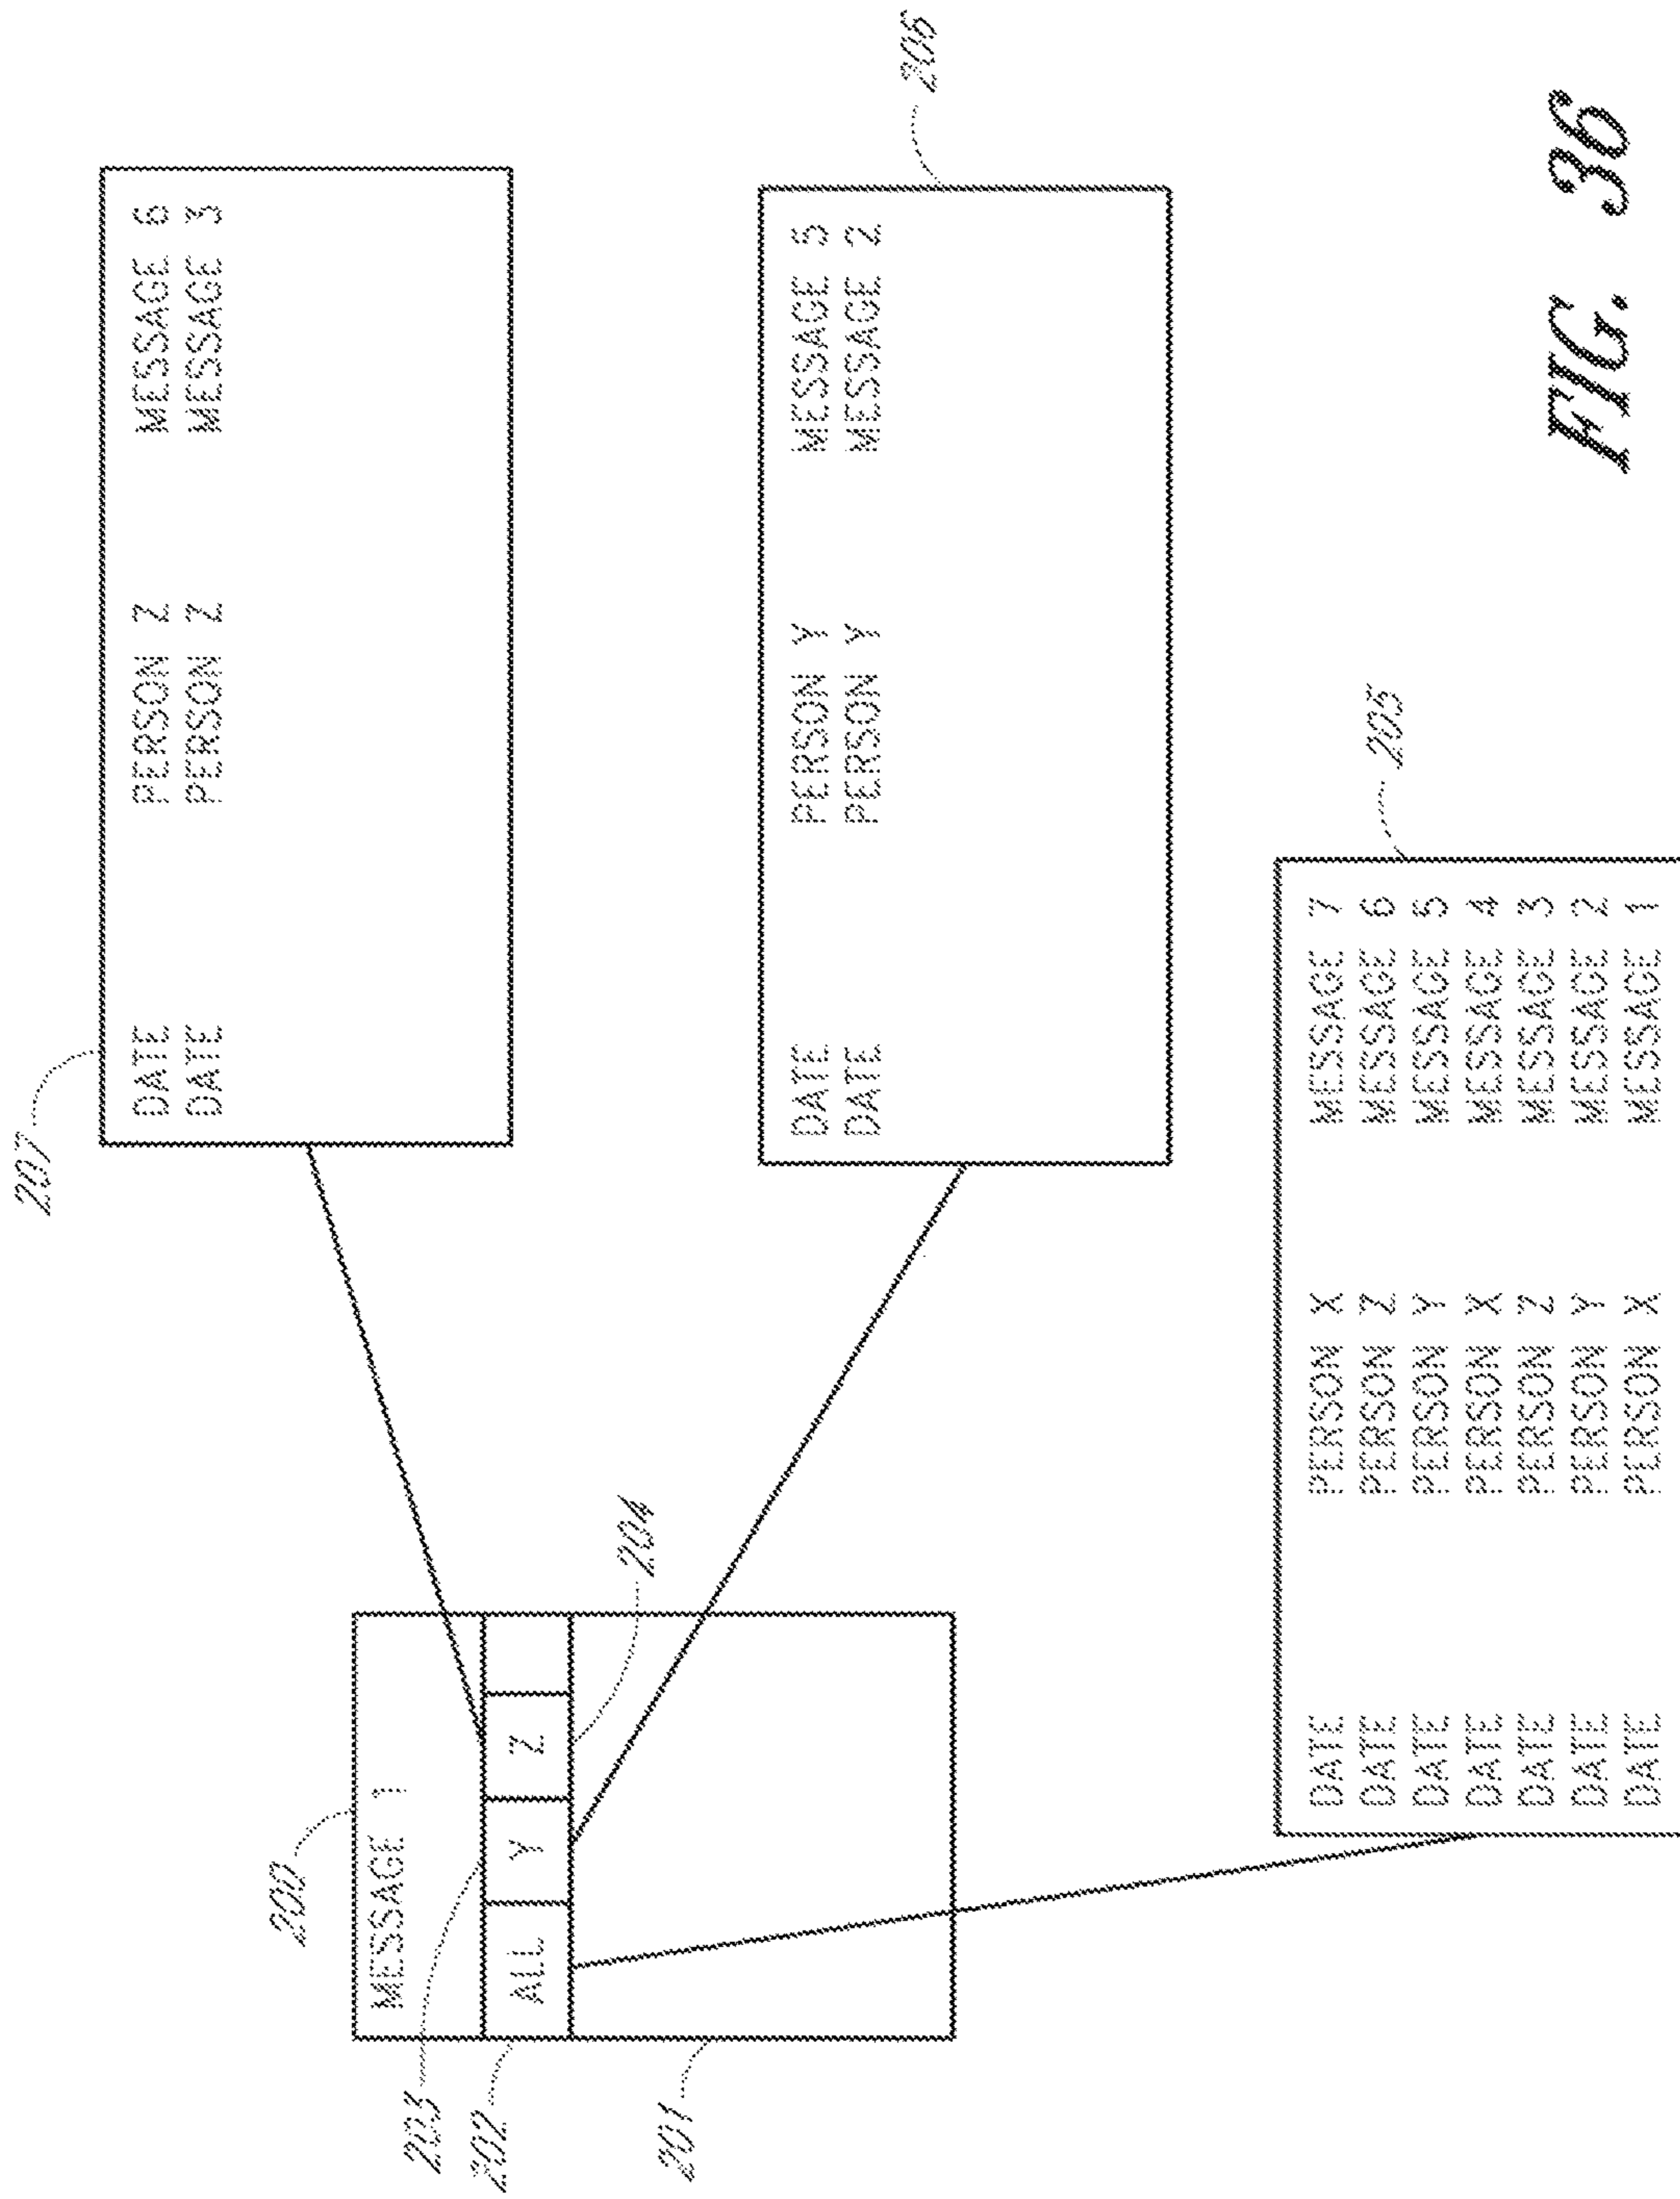 207
DATE PERSON Z MESSAGE 6
DATE PERSON Z MESSAGE 3
200
MESSAGE 1
203
202
ALL Y Z
204
201
206
DATE PERSON Y MESSAGE 5
DATE PERSON Y MESSAGE 2
205
DATE PERSON X MESSAGE 7
DATE PERSON Z MESSAGE 6
DATE PERSON Y MESSAGE 5
DATE PERSON X MESSAGE 4
DATE PERSON Z MESSAGE 3
DATE PERSON Y MESSAGE 2
DATE PERSON X MESSAGE 1
FIG. 36